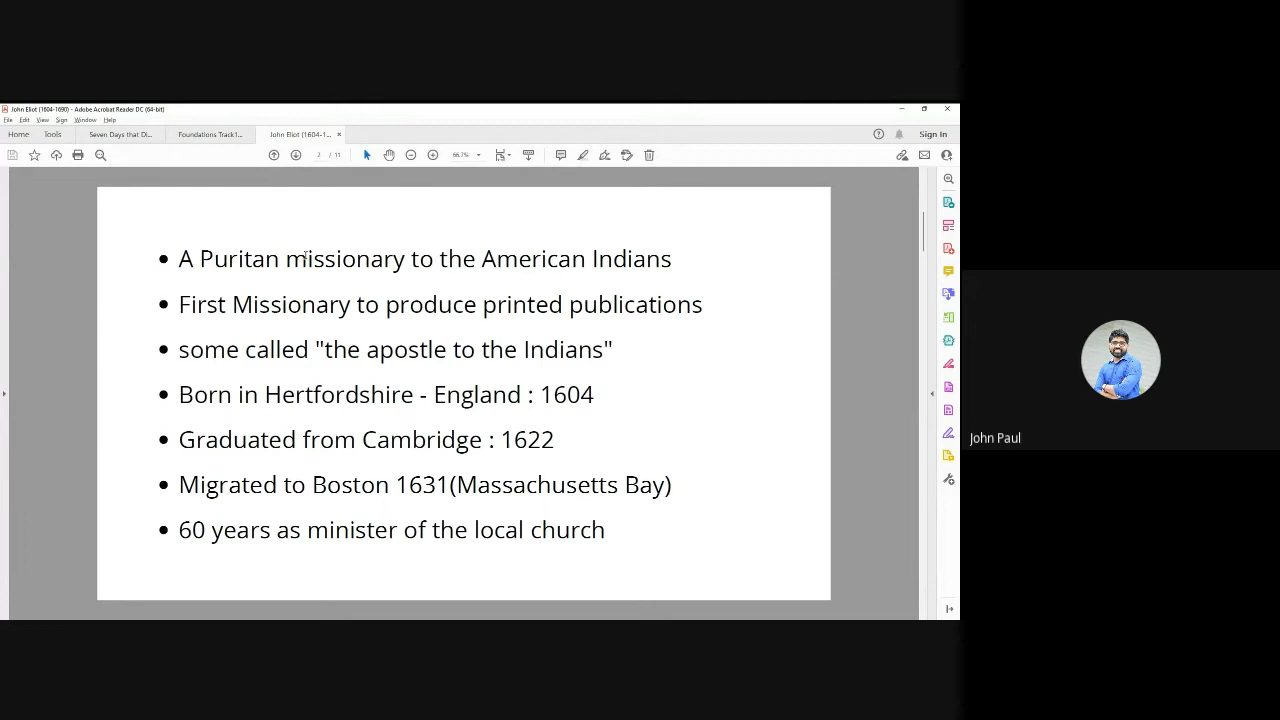 John Eliot (1604-1690) - Adobe Acrobat Reader DC (64-bit)
File Edit View Sign Window Help
Home Tools Seven Days that Di... Foundations Track1... John Eliot (1604-1... × Sign In
2 / 11 66.7%
• A Puritan missionary to the American Indians
• First Missionary to produce printed publications
• some called "the apostle to the Indians"
• Born in Hertfordshire - England : 1604
• Graduated from Cambridge : 1622
• Migrated to Boston 1631(Massachusetts Bay)
• 60 years as minister of the local church
John Paul